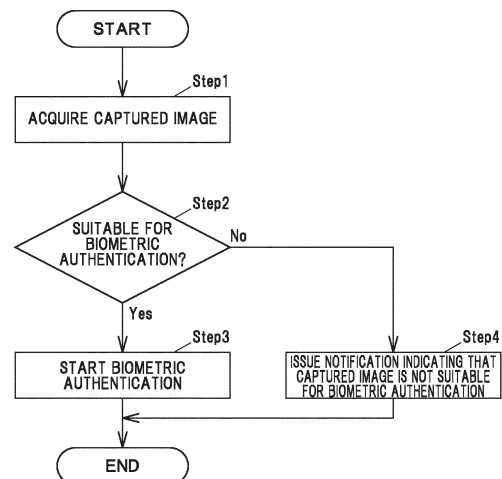 START
Step1
ACQUIRE CAPTURED IMAGE
Step2
SUITABLE FOR
BIOMETRIC
AUTHENTICATION?
No
Yes
Step3
START BIOMETRIC
AUTHENTICATION
Step4
ISSUE NOTIFICATION INDICATING THAT
CAPTURED IMAGE IS NOT SUITABLE
FOR BIOMETRIC AUTHENTICATION
END